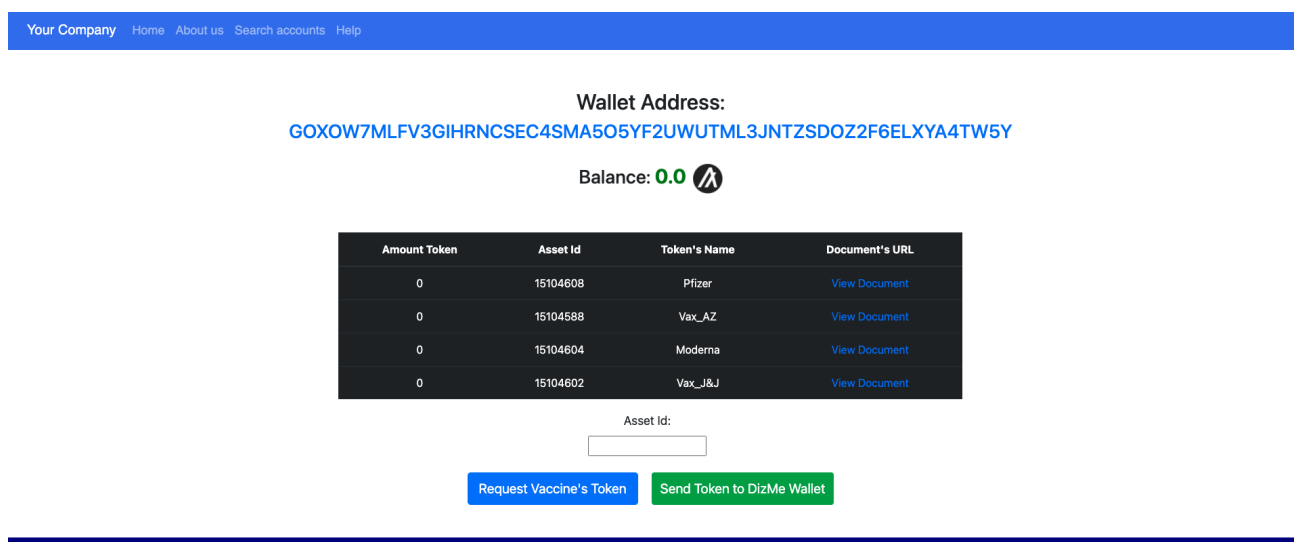 Your Company Home About us Search accounts Help
Wallet Address:
GOXOW7MLFV3GIHRNCSEC4SMA5O5YF2UWUTML3JNTZSDOZ2F6ELXYA4TW5Y
Balance: 0.0
Amount Token Asset Id Token's Name Document's URL
0 15104608 Pfizer View Document
0 15104588 Vax_AZ View Document
0 15104604 Moderna View Document
0 15104602 Vax_J&J View Document
Asset Id:
Request Vaccine's Token Send Token to DizMe Wallet